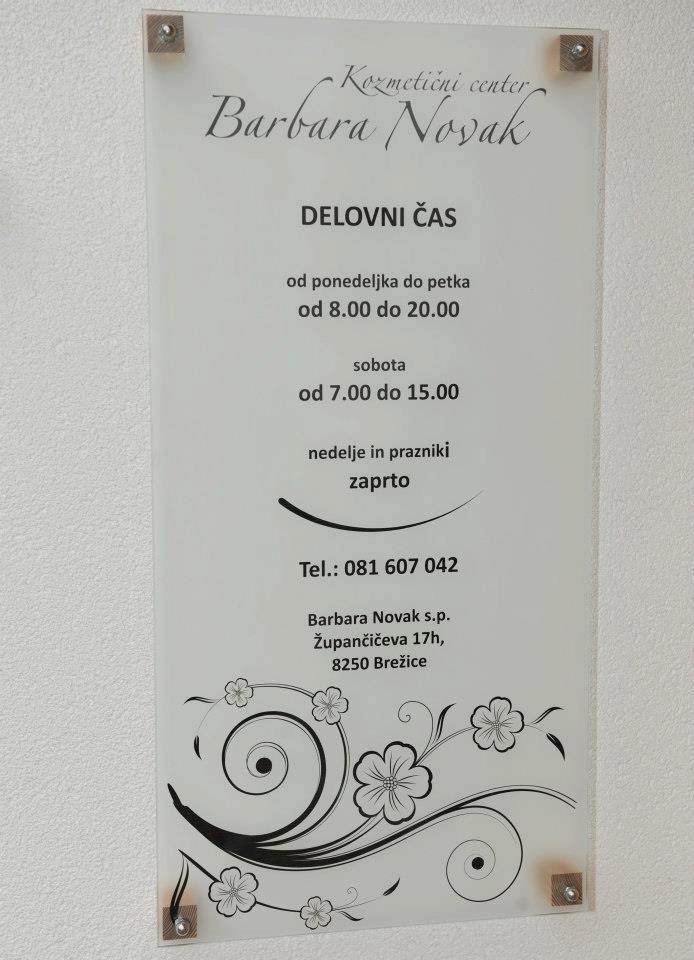 Kozmetični center
Barbara Novak
DELOVNI ČAS
od ponedeljka do petka
od 8.00 do 20.00
sobota
od 7.00 do 15.00
nedelje in prazniki
zaprto
Tel.: 081 607 042
Barbara Novak s.p.
Župančičeva 17h,
8250 Brežice